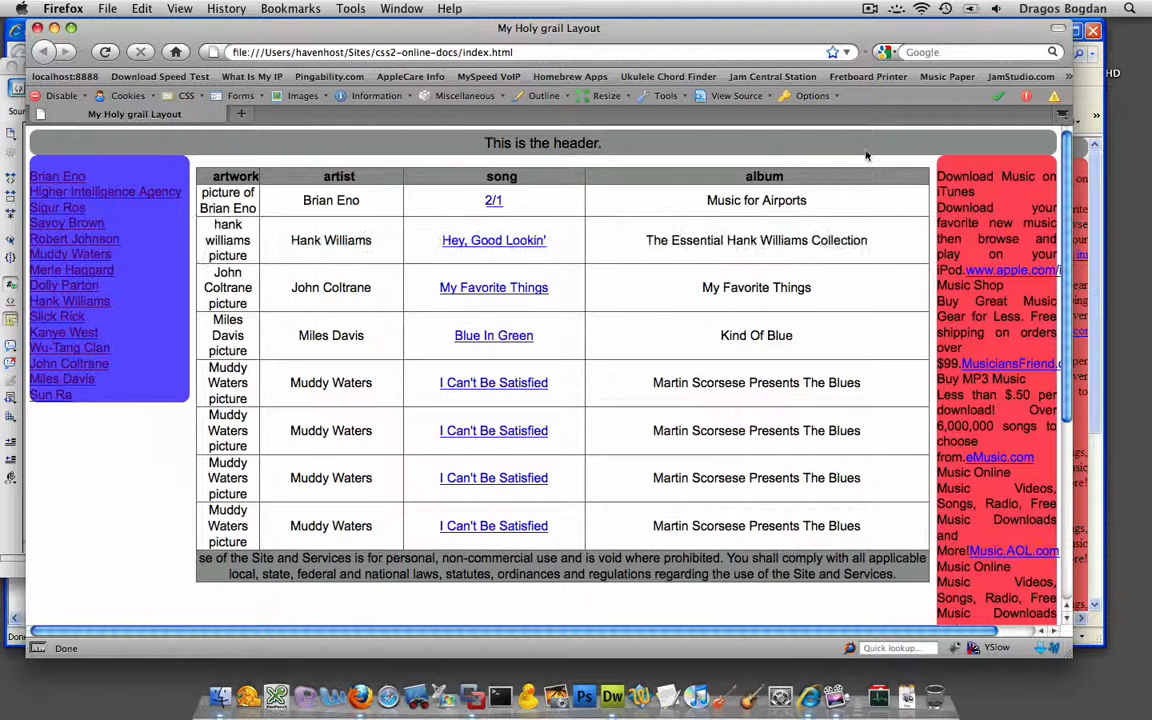 Firefox File Edit View History Bookmarks Tools Window Help Dragos Bogdan
My Holy grail Layout
file:///Users/havenhost/Sites/css2-online-docs/index.html
Google
localhost:8888 Download Speed Test What Is My IP Pingability.com AppleCare Info MySpeed VoIP Homebrew Apps Ukulele Chord Finder Jam Central Station Fretboard Printer Music Paper JamStudio.com »
HD
Disable Cookies CSS Forms Images Information Miscellaneous Outline Resize Tools View Source Options
My Holy grail Layout
This is the header.
Brian Eno
Higher Intelligence Agency
Sigur Ros
Savoy Brown
Robert Johnson
Muddy Waters
Merle Haggard
Dolly Parton
Hank Williams
Slick Rick
Kanye West
Wu-Tang Clan
John Coltrane
Miles Davis
Sun Ra
artwork artist song album
picture of
Brian Eno
Brian Eno 2/1 Music for Airports
hank
williams
picture
Hank Williams Hey, Good Lookin' The Essential Hank Williams Collection
John
Coltrane
picture
John Coltrane My Favorite Things My Favorite Things
Miles
Davis
picture
Miles Davis Blue In Green Kind Of Blue
Muddy
Waters
picture
Muddy Waters I Can't Be Satisfied Martin Scorsese Presents The Blues
Muddy
Waters
picture
Muddy Waters I Can't Be Satisfied Martin Scorsese Presents The Blues
Muddy
Waters
picture
Muddy Waters I Can't Be Satisfied Martin Scorsese Presents The Blues
Muddy
Waters
picture
Muddy Waters I Can't Be Satisfied Martin Scorsese Presents The Blues
se of the Site and Services is for personal, non-commercial use and is void where prohibited. You shall comply with all applicable
local, state, federal and national laws, statutes, ordinances and regulations regarding the use of the Site and Services.
Download Music on
iTunes
Download your
favorite new music
then browse and
play on your
iPod.www.apple.com/i
Music Shop
Buy Great Music
Gear for Less. Free
shipping on orders
over
$99.MusiciansFriend.c
Buy MP3 Music
Less than $.50 per
download! Over
6,000,000 songs to
choose
from.eMusic.com
Music Online
Music Videos,
Songs, Radio, Free
Music Downloads
and
More!Music.AOL.com
Music Online
Music Videos,
Songs, Radio, Free
Music Downloads
Done
Quick lookup...
YSlow
Done
Ps
Dw